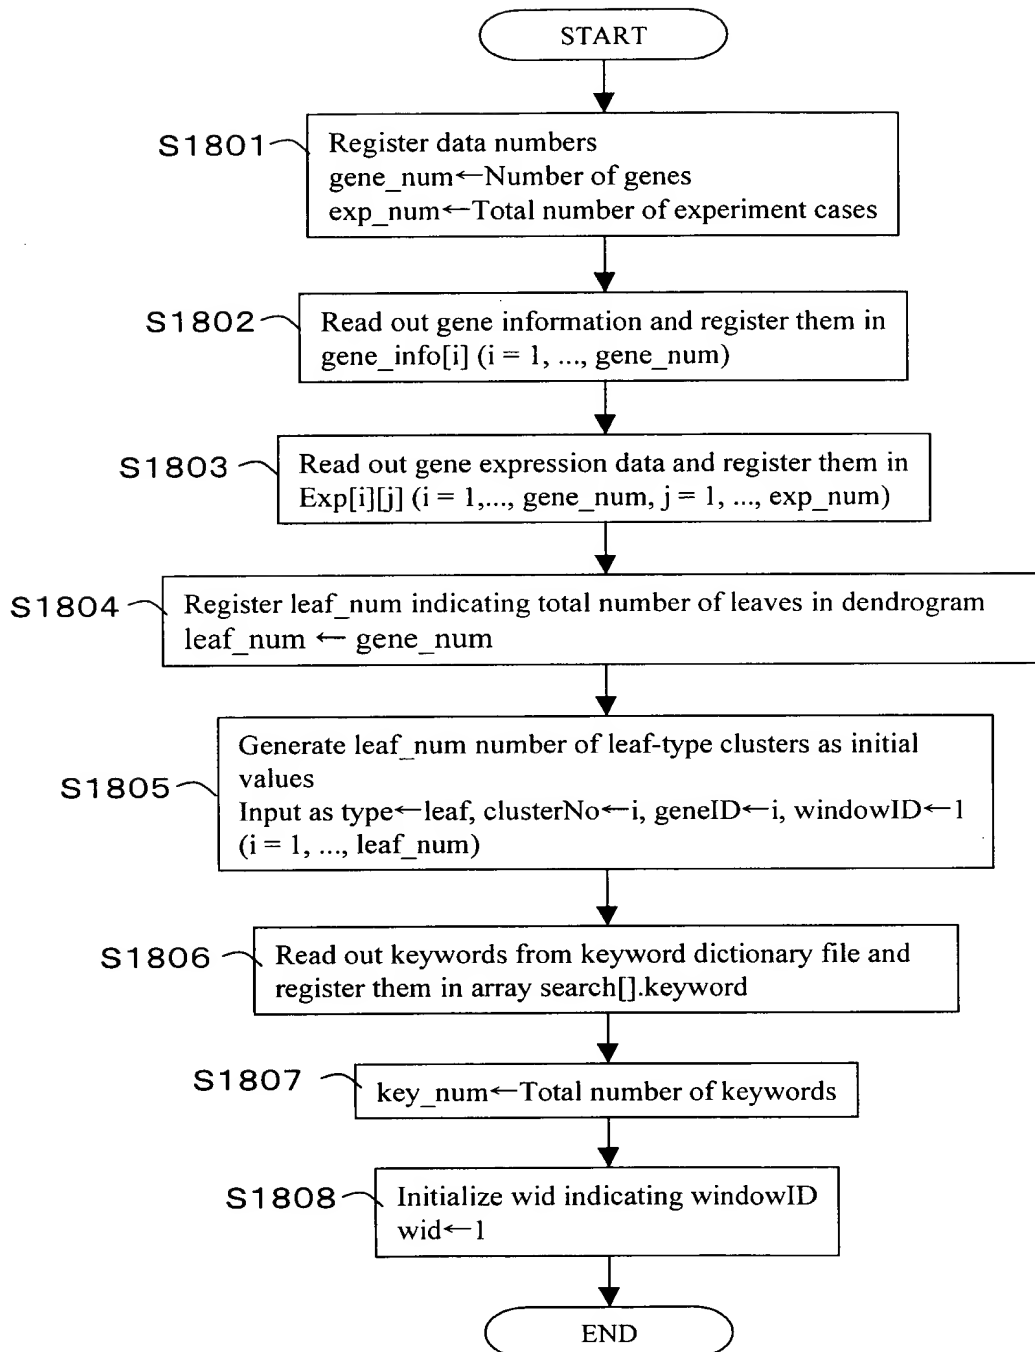 START
S1801
Register data numbers
gene_num←Number of genes
exp_num←Total number of experiment cases
S1802
Read out gene information and register them in
gene_info[i] (i = 1, ..., gene_num)
S1803
Read out gene expression data and register them in
Exp[i][j] (i = 1,..., gene_num, j = 1, ..., exp_num)
S1804
Register leaf_num indicating total number of leaves in dendrogram
leaf_num ← gene_num
S1805
Generate leaf_num number of leaf-type clusters as initial
values
Input as type←leaf, clusterNo←i, geneID←i, windowID←1
(i = 1, ..., leaf_num)
S1806
Read out keywords from keyword dictionary file and
register them in array search[].keyword
S1807
key_num←Total number of keywords
S1808
Initialize wid indicating windowID
wid←1
END